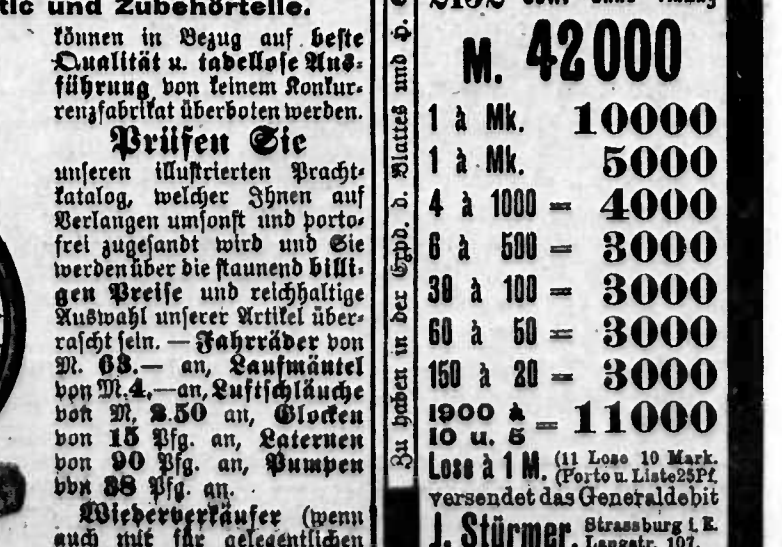 und Zubehörteile.
können in Bezug auf beste
Qualität u. tadellose Aus-
führung von keinem Konkur-
renzfabrikat überboten werden.
Prüfen Sie
unseren illustrierten Pracht-
katalog, welcher Ihnen auf
Verlangen umsonst und porto-
frei zugesandt wird und Sie
werden über die staunend billi-
gen Preise und reichhaltige
Auswahl unserer Artikel über-
rascht sein. — Fahrräder von
M. 63.— an, Laufmäntel
von M. 4,—an, Luftschläuche
von M, 2.50 an, Glocken
von 15 Pfg. an, Laternen
von 90 Pfg. an, Pumpen
von 38 Pfg. an.
Wiederverkäufer (wenn
auch nur für gelegentlichen
Zu haben in der Expd. d. Blattes und
M. 42000
1 à Mk. 10000
1 à Mk. 5000
4 à 1000 = 4000
6 à 500 = 3000
30 à 100 = 3000
60 à 50 = 3000
150 à 20 = 3000
1900 à
10 u. 5 = 11000
Lose à 1 M. (11 Lose 10 Mark.
(Porto u. Liste 25 Pf.
versendet das Generaldebit
J. Stürmer, Strassburg i. E.
Langstr. 107.